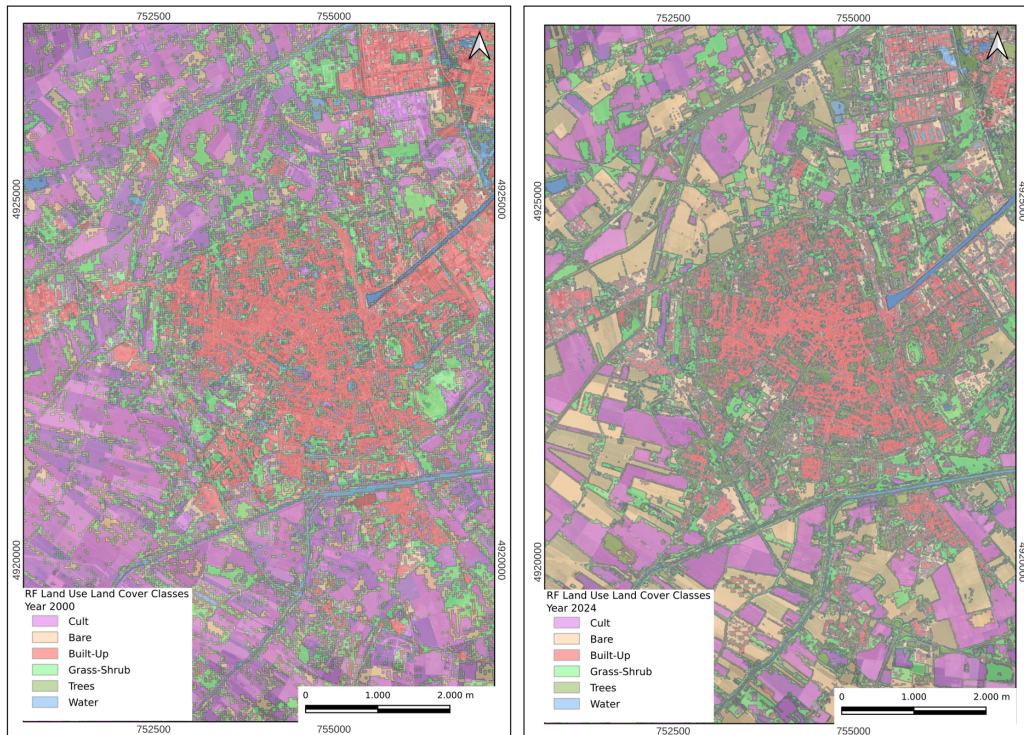 752500 755000
752500 755000
4925000
4925000
4925000
4925000
4920000
4920000
4920000
4920000
RF Land Use Land Cover Classes
Year 2000
Cult
Bare
Built-Up
Grass-Shrub
Trees
Water
0 1.000 2.000 m
RF Land Use Land Cover Classes
Year 2024
Cult
Bare
Built-Up
Grass-Shrub
Trees
Water
0 1.000 2.000 m
752500 755000
752500 755000